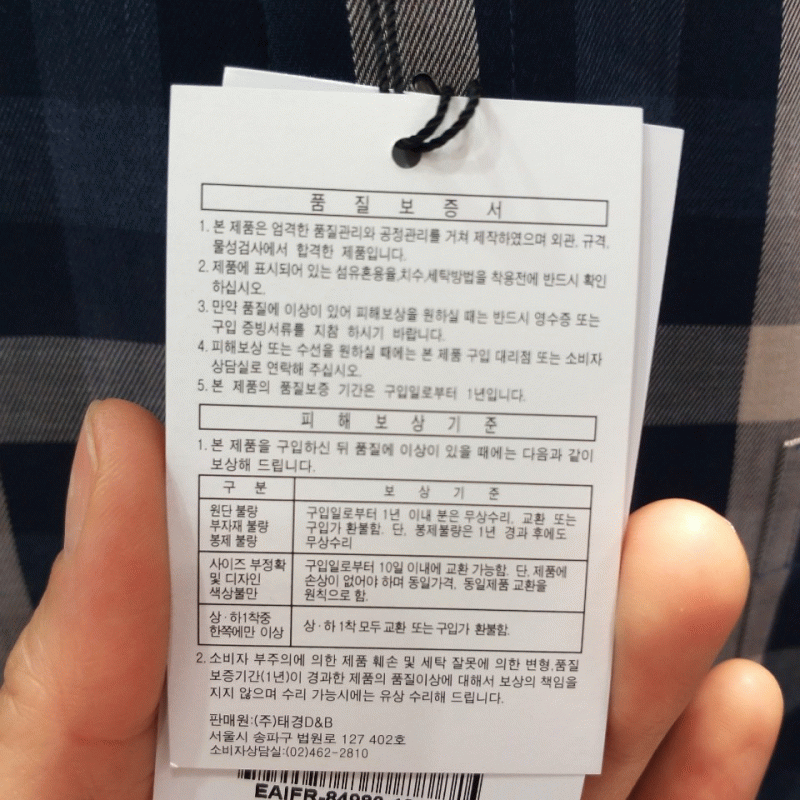 품 질 보 증 서
1. 본 제품은 엄격한 품질관리와 공정관리를 거쳐 제작하였으며 외관, 규격,
물성검사에서 합격한 제품입니다.
2. 제품에 표시되어 있는 섬유혼용율,치수,세탁방법을 착용전에 반드시 확인
하십시오.
3. 만약 품질에 이상이 있어 피해보상을 원하실 때는 반드시 영수증 또는
구입 증빙서류를 지참 하시기 바랍니다.
4. 피해보상 또는 수선을 원하실 때에는 본 제품 구입 대리점 또는 소비자
상담실로 연락해 주십시오.
5. 본 제품의 품질보증 기간은 구입일로부터 1년입니다.
피 해 보 상 기 준
1. 본 제품을 구입하신 뒤 품질에 이상이 있을 때에는 다음과 같이
보상해 드립니다.
구 분 보 상 기 준
원단 불량 구입일로부터 1년 이내 분은 무상수리, 교환 또는
부자재 불량 구입가 환불함. 단, 봉제불량은 1년 경과 후에도
봉제 불량 무상수리
사이즈 부정확 구입일로부터 10일 이내에 교환 가능함. 단, 제품에
및 디자인 손상이 없어야 하며 동일가격, 동일제품 교환을
색상불만 원칙으로 함.
상·하1착중
한쪽에만 이상 상·하 1착 모두 교환 또는 구입가 환불함.
2. 소비자 부주의에 의한 제품 훼손 및 세탁 잘못에 의한 변형,품질
보증기간(1년)이 경과한 제품의 품질이상에 대해서 보상의 책임을
지지 않으며 수리 가능시에는 유상 수리해 드립니다.
판매원:(주)태경D&B
서울시 송파구 법원로 127 402호
소비자상담실:(02)462-2810